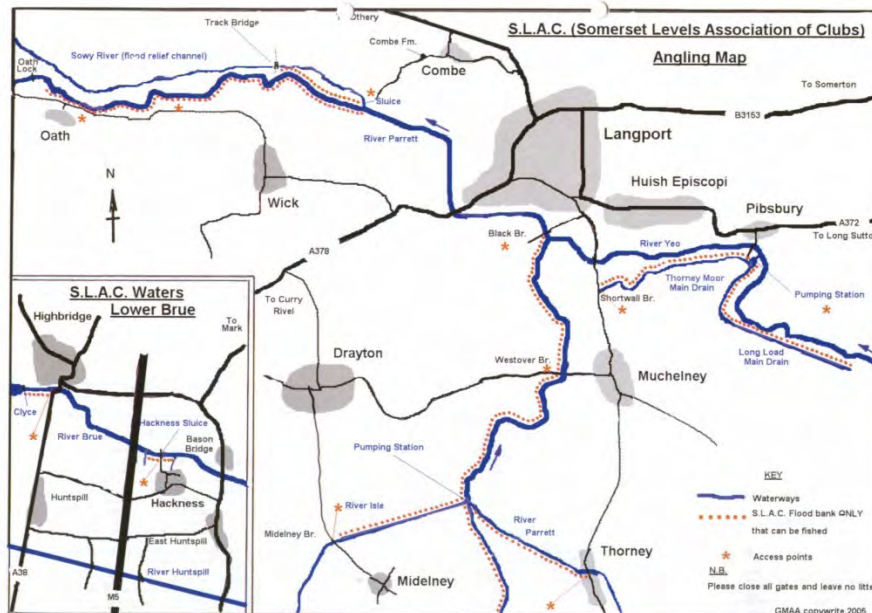 S.L.A.C. (Somerset Levels Association of Clubs)
Angling Map
Othery
Track Bridge
Combe Fm.
Combe
Sowy River (flood relief channel)
Oath
Lock
Sluice
To Somerton
B3153
Oath
River Parrett
Langport
N
Wick
Huish Episcopi
Pibsbury
A372
To Long Sutto
Black Br.
River Yeo
A378
Thorney Moor
Main Drain
Shortwall Br.
Pumping Station
To Curry
Rivel
Long Load
Main Drain
Drayton
Westover Br.
Muchelney
Pumping Station
River Isle
Midelney Br.
River
Parrett
Midelney
Thorney
KEY
Waterways
S.L.A.C. Flood bank ONLY
that can be fished
Access points
N.B.
Please close all gates and leave no litte
GMAA copywrite 2005
S.L.A.C. Waters
Lower Brue
Highbridge
To
Mark
Clyce
Hackness Sluice
River Brue
Bason
Bridge
Huntspill
Hackness
East Huntspill
A38
River Huntspill
M5